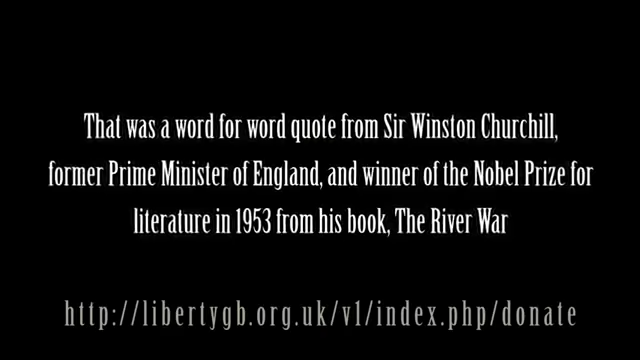 That was a word for word quote from Sir Winston Churchill,
former Prime Minister of England, and winner of the Nobel Prize for
literature in 1953 from his book, The River War
http://libertygb.org.uk/v1/index.php/donate